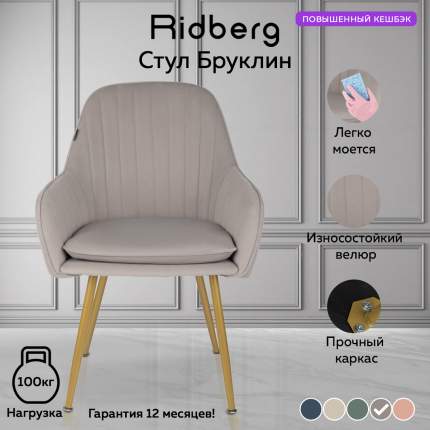 ПОВЫШЕННЫЙ КЕШБЭК
Ridberg
Стул Бруклин
Легко
моется
Износостойкий
велюр
Прочный
каркас
100кг
Нагрузка
Гарантия 12 месяцев!